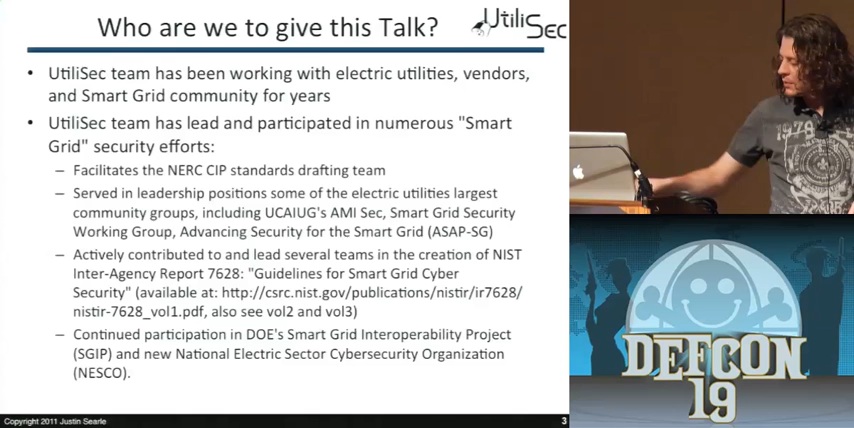 Who are we to give this Talk?
UtiliSec
• UtiliSec team has been working with electric utilities, vendors,
and Smart Grid community for years
• UtiliSec team has lead and participated in numerous "Smart
Grid" security efforts:
– Facilitates the NERC CIP standards drafting team
– Served in leadership positions some of the electric utilities largest
community groups, including UCAIUG's AMI Sec, Smart Grid Security
Working Group, Advancing Security for the Smart Grid (ASAP-SG)
– Actively contributed to and lead several teams in the creation of NIST
Inter-Agency Report 7628: "Guidelines for Smart Grid Cyber
Security" (available at: http://csrc.nist.gov/publications/nistir/ir7628/
nistir-7628_vol1.pdf, also see vol2 and vol3)
– Continued participation in DOE's Smart Grid Interoperability Project
(SGIP) and new National Electric Sector Cybersecurity Organization
(NESCO).
Copyright 2011 Justin Searle
3
1979
DEFCON
19